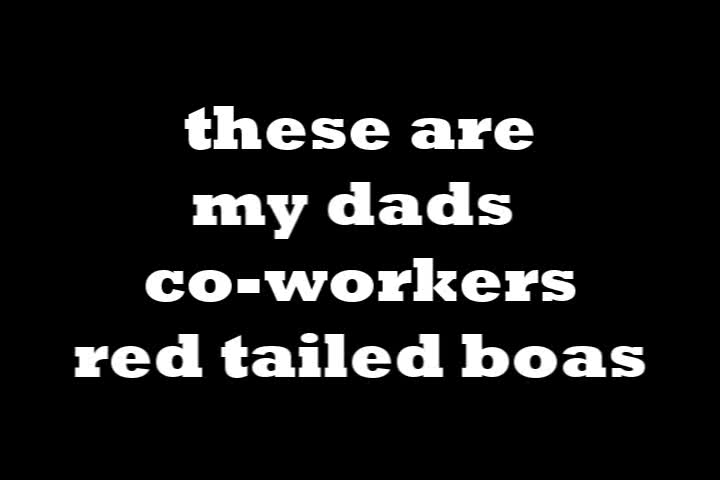 these are
my dads
co-workers
red tailed boas